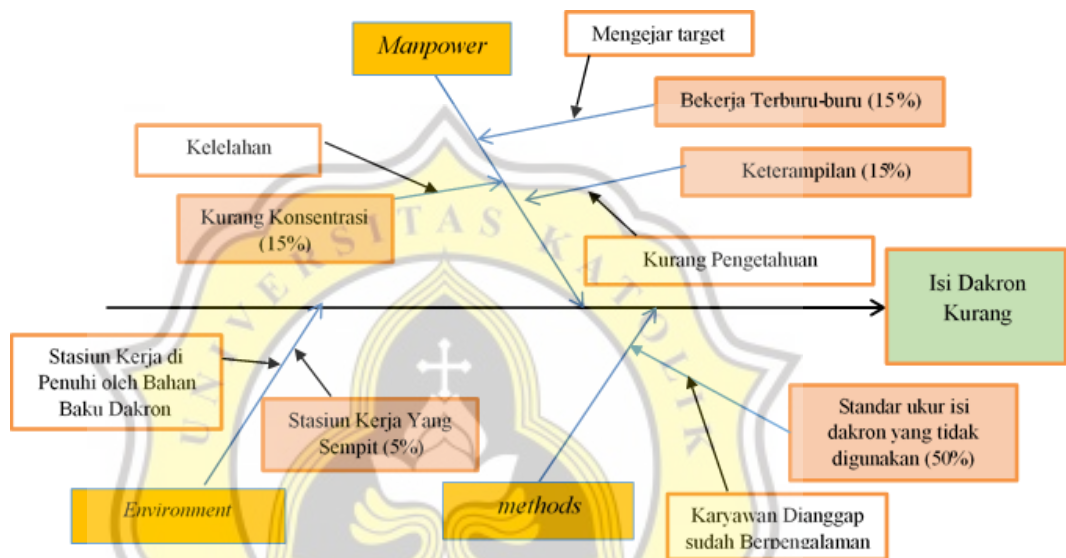 Manpower
Mengejar target
Bekerja Terburu-buru (15%)
Kelelahan
Keterampilan (15%)
Kurang Konsentrasi
(15%)
Kurang Pengetahuan
Isi Dakron
Kurang
Stasiun Kerja di
Penuhi oleh Bahan
Baku Dakron
Stasiun Kerja Yang
Sempit (5%)
Standar ukur isi
dakron yang tidak
digunakan (50%)
Environment
methods
Karyawan Dianggap
sudah Berpengalaman
UNIVERSITAS KATOLIK